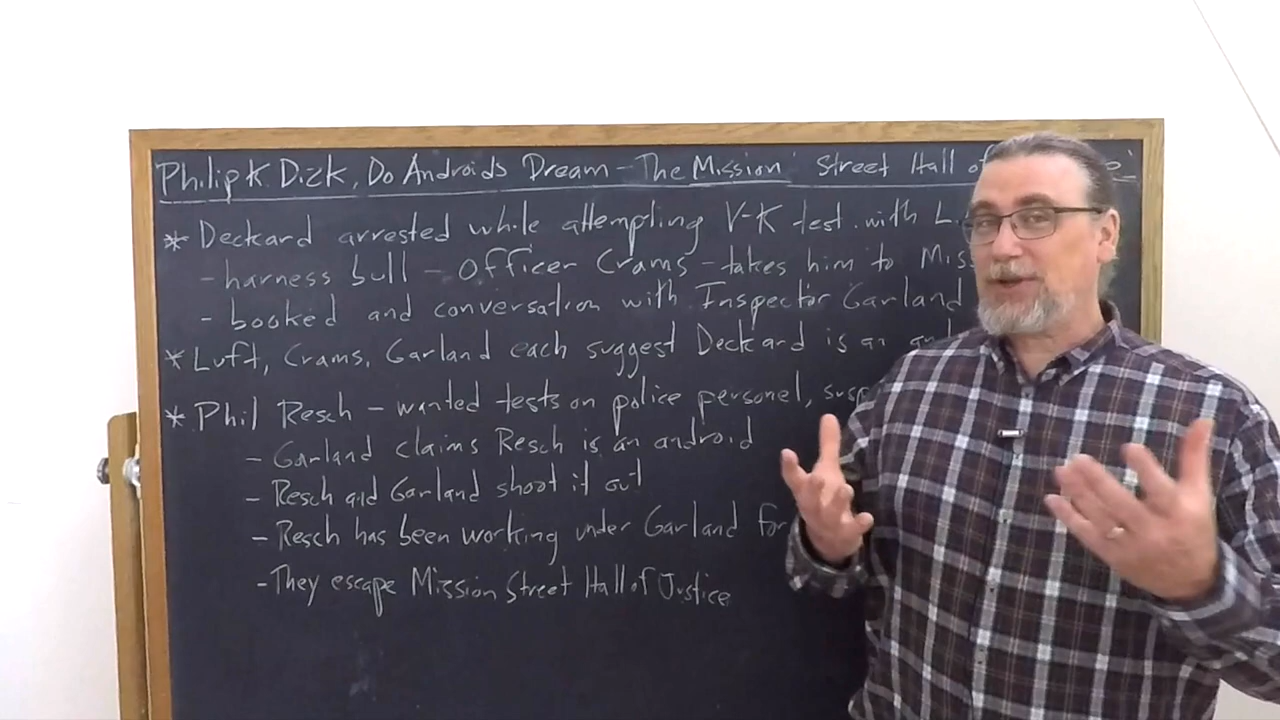 Philip K. Dick, Do Androids Dream – The Mission Street Hall of
* Deckard arrested while attempting V-K test with L
- harness bull – Officer Crams – takes him to Mis
- booked and conversation with Inspector Garland
* Luft, Crams, Garland each suggest Deckard is an an
* Phil Resch – wanted tests on police personel, susp
- Garland claims Resch is an android
- Resch and Garland shoot it out
- Resch has been working under Garland for
- They escape Mission Street Hall of Justice